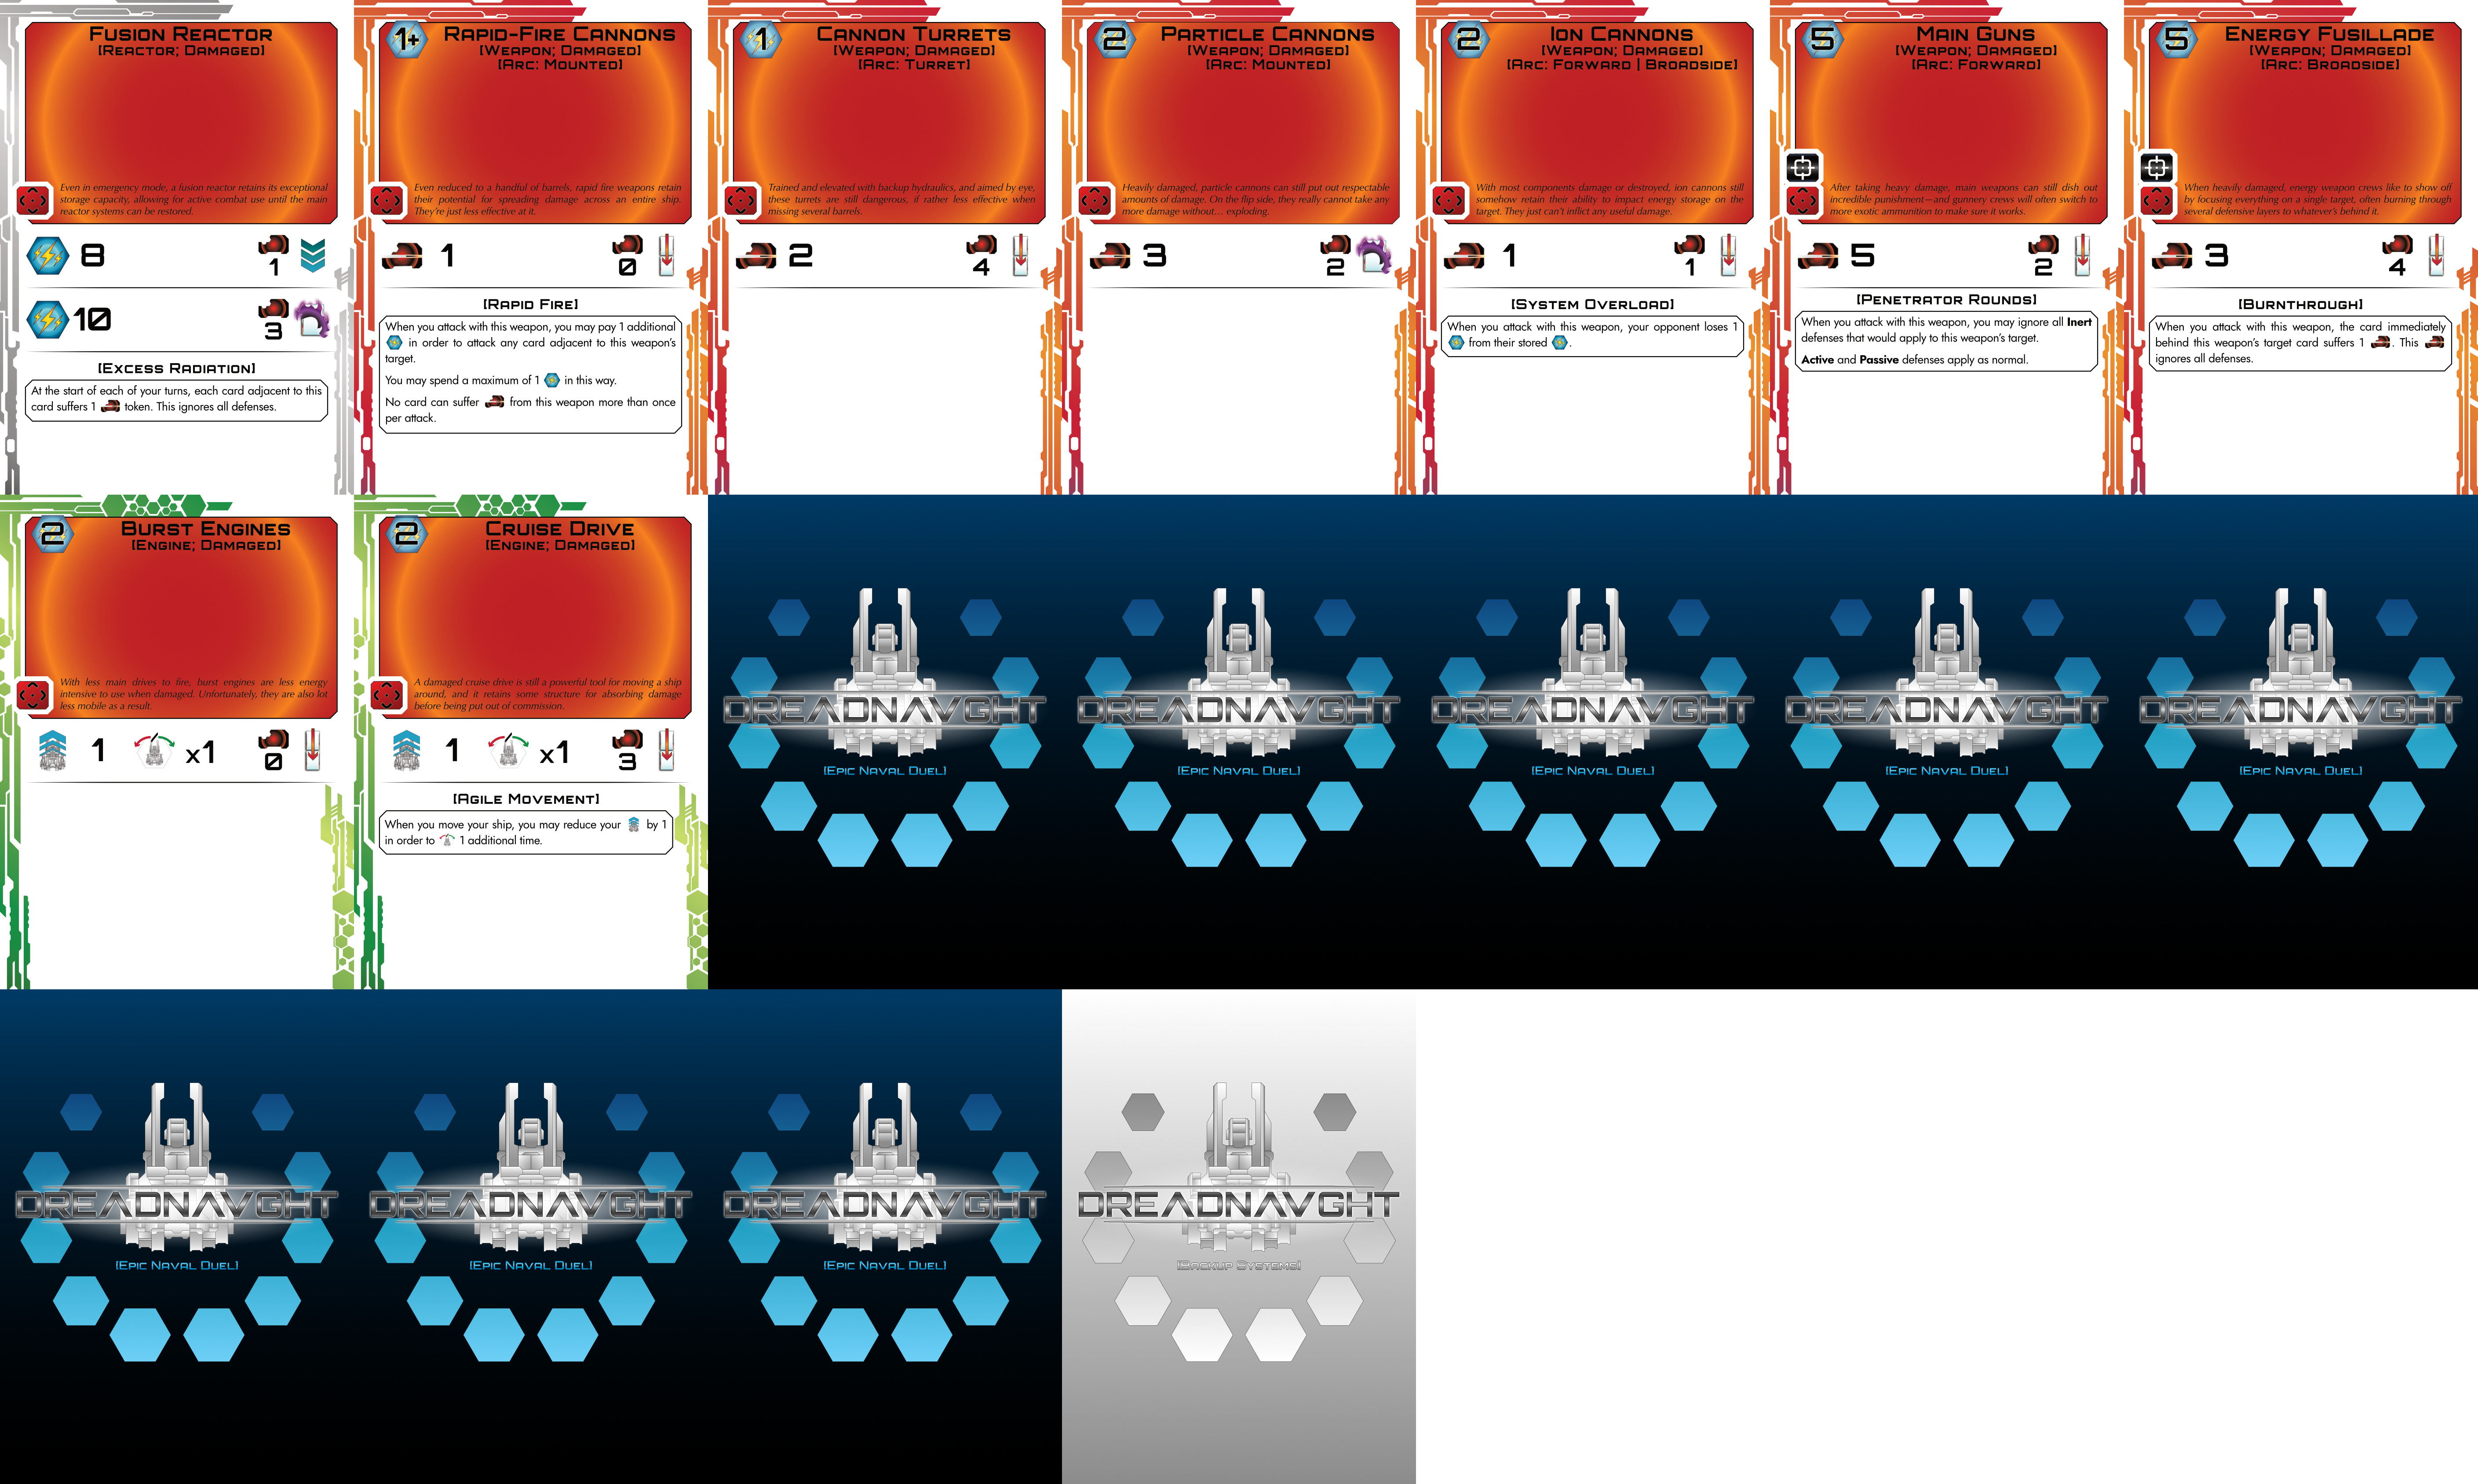 FUSION REACTOR
[REACTOR; DAMAGED]
Even in emergency mode, a fusion reactor retains its exceptional
storage capacity, allowing for active combat use until the main
reactor systems can be restored.
8
1
10
3
[EXCESS RADIATION]
At the start of each of your turns, each card adjacent to this
card suffers 1 token. This ignores all defenses.
1+
RAPID-FIRE CANNONS
[WEAPON; DAMAGED]
[ARC: MOUNTED]
Even reduced to a handful of barrels, rapid fire weapons retain
their potential for spreading damage across an entire ship.
They're just less effective at it.
1
0
[RAPID FIRE]
When you attack with this weapon, you may pay 1 additional
in order to attack any card adjacent to this weapon's
target.
You may spend a maximum of 1 in this way.
No card can suffer from this weapon more than once
per attack.
1
CANNON TURRETS
[WEAPON; DAMAGED]
[ARC: TURRET]
Trained and elevated with backup hydraulics, and aimed by eye,
these turrets are still dangerous, if rather less effective when
missing several barrels.
2
4
2
PARTICLE CANNONS
[WEAPON; DAMAGED]
[ARC: MOUNTED]
Heavily damaged, particle cannons can still put out respectable
amounts of damage. On the flip side, they really cannot take any
more damage without... exploding.
3
2
2
ION CANNONS
[WEAPON; DAMAGED]
[ARC: FORWARD | BROADSIDE]
With most components damage or destroyed, ion cannons still
somehow retain their ability to impact energy storage on the
target. They just can't inflict any useful damage.
1
1
[SYSTEM OVERLOAD]
When you attack with this weapon, your opponent loses 1
from their stored .
5
MAIN GUNS
[WEAPON; DAMAGED]
[ARC: FORWARD]
After taking heavy damage, main weapons can still dish out
incredible punishment—and gunnery crews will often switch to
more exotic ammunition to make sure it works.
5
2
[PENETRATOR ROUNDS]
When you attack with this weapon, you may ignore all Inert
defenses that would apply to this weapon's target.
Active and Passive defenses apply as normal.
5
ENERGY FUSILLADE
[WEAPON; DAMAGED]
[ARC: BROADSIDE]
When heavily damaged, energy weapon crews like to show off
by focusing everything on a single target, often burning through
several defensive layers to whatever's behind it.
3
4
[BURNTHROUGH]
When you attack with this weapon, the card immediately
behind this weapon's target card suffers 1 . This
ignores all defenses.
2
BURST ENGINES
[ENGINE; DAMAGED]
With less main drives to fire, burst engines are less energy
intensive to use when damaged. Unfortunately, they are also lot
less mobile as a result.
1
x1
0
2
CRUISE DRIVE
[ENGINE; DAMAGED]
A damaged cruise drive is still a powerful tool for moving a ship
around, and it retains some structure for absorbing damage
before being put out of commission.
1
x1
3
[AGILE MOVEMENT]
When you move your ship, you may reduce your by 1
in order to 1 additional time.
DREADNAVGHT
[EPIC NAVAL DUEL]
DREADNAVGHT
[EPIC NAVAL DUEL]
DREADNAVGHT
[EPIC NAVAL DUEL]
DREADNAVGHT
[EPIC NAVAL DUEL]
DREADNAVGHT
[EPIC NAVAL DUEL]
DREADNAVGHT
[EPIC NAVAL DUEL]
DREADNAVGHT
[EPIC NAVAL DUEL]
DREADNAVGHT
[EPIC NAVAL DUEL]
DREADNAVGHT
[BACKUP SYSTEMS]